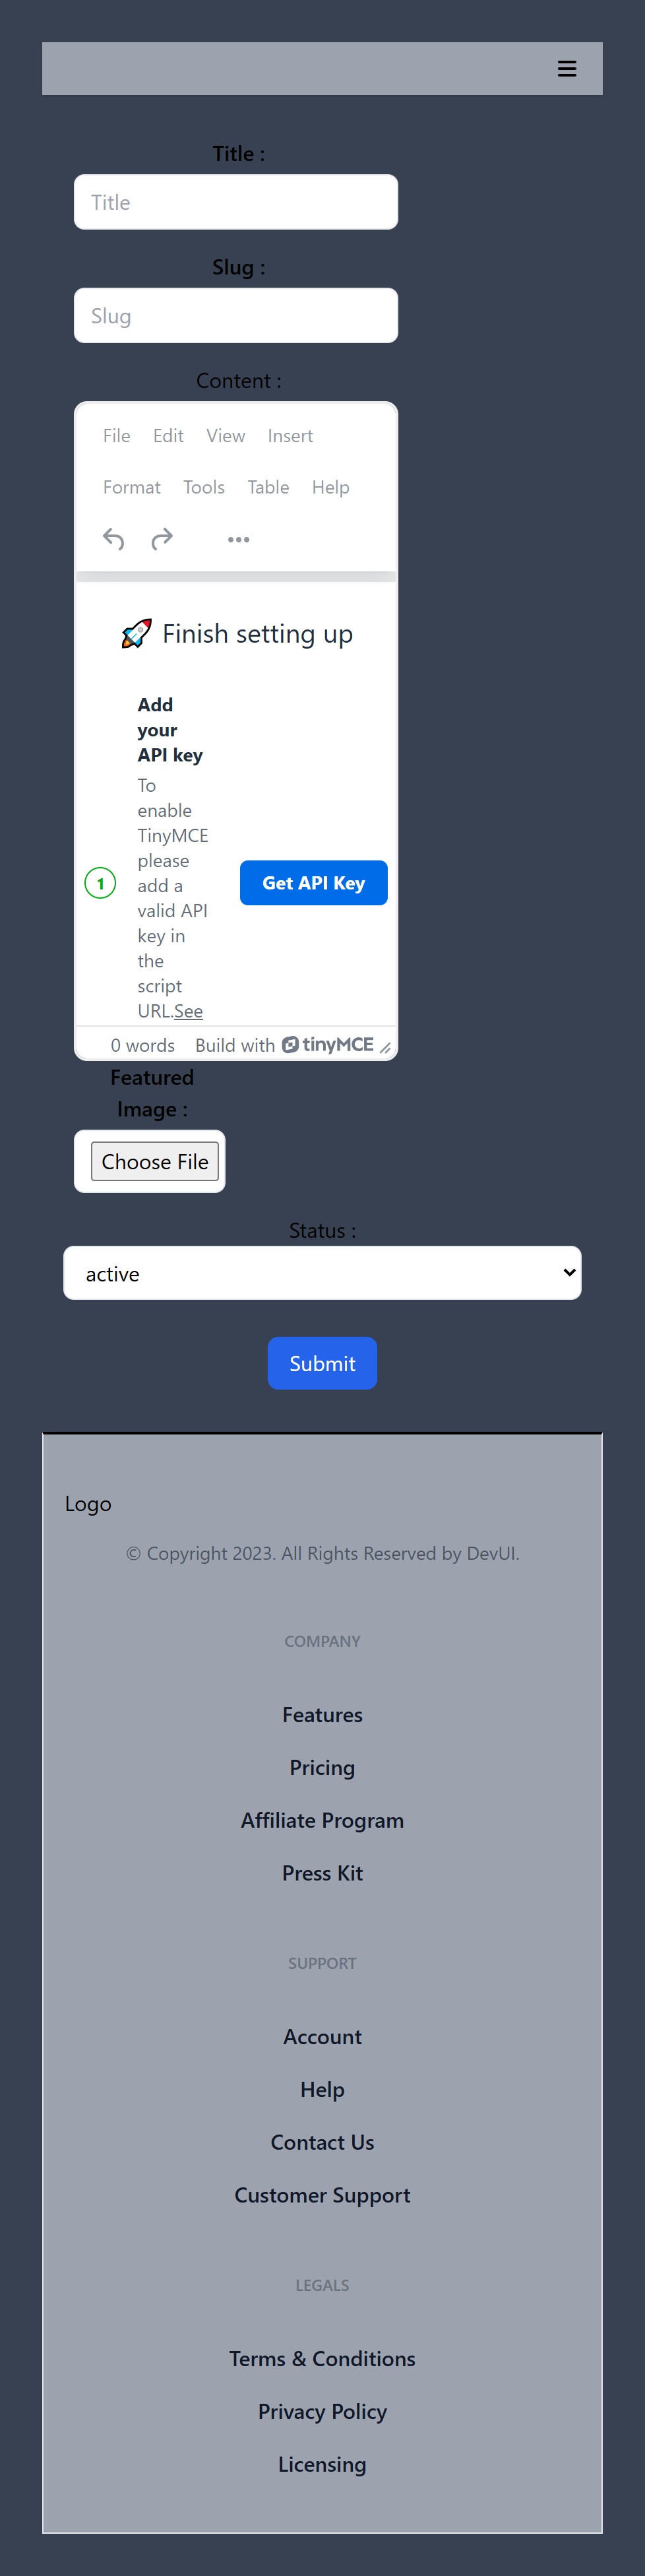 Title :
Title
Slug :
Slug
Content :
File Edit View Insert
Format Tools Table Help
🚀 Finish setting up
Add
your
API key
To
enable
TinyMCE
please
add a
valid API
key in
the
script
URL.See
1
Get API Key
0 words Build with tinyMCE
Featured
Image :
Choose File
Status :
active
Submit
Logo
© Copyright 2023. All Rights Reserved by DevUI.
COMPANY
Features
Pricing
Affiliate Program
Press Kit
SUPPORT
Account
Help
Contact Us
Customer Support
LEGALS
Terms & Conditions
Privacy Policy
Licensing